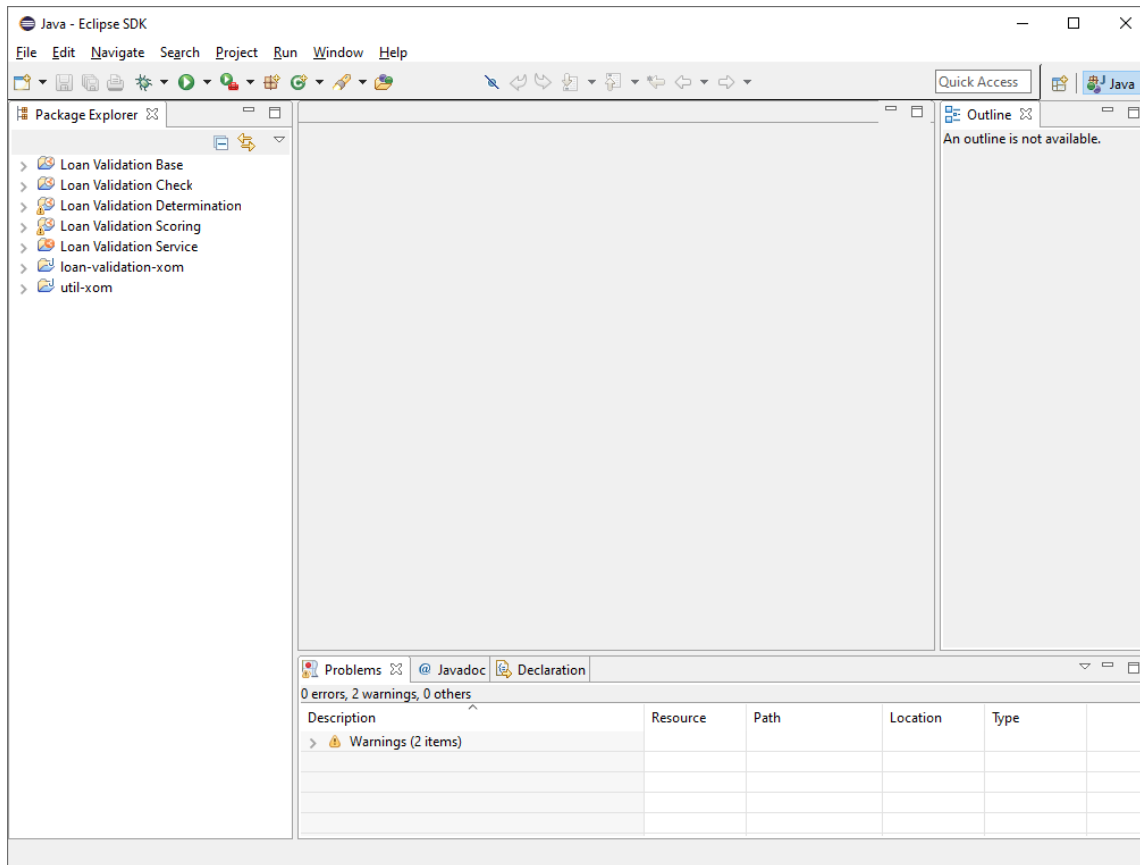 Java - Eclipse SDK
File Edit Navigate Search Project Run Window Help
Quick Access
Java
Package Explorer
Loan Validation Base
Loan Validation Check
Loan Validation Determination
Loan Validation Scoring
Loan Validation Service
loan-validation-xom
util-xom
Outline
An outline is not available.
Problems @ Javadoc Declaration
0 errors, 2 warnings, 0 others
Description Resource Path Location Type
Warnings (2 items)